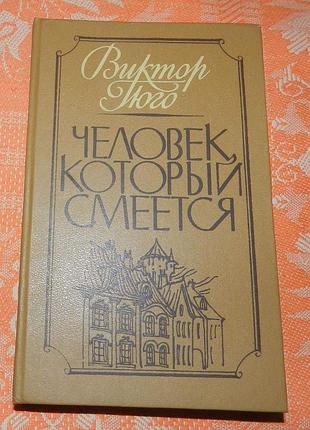 Виктор
Гюго
ЧЕЛОВЕК,
КОТОРЫЙ
СМЕЕТСЯ